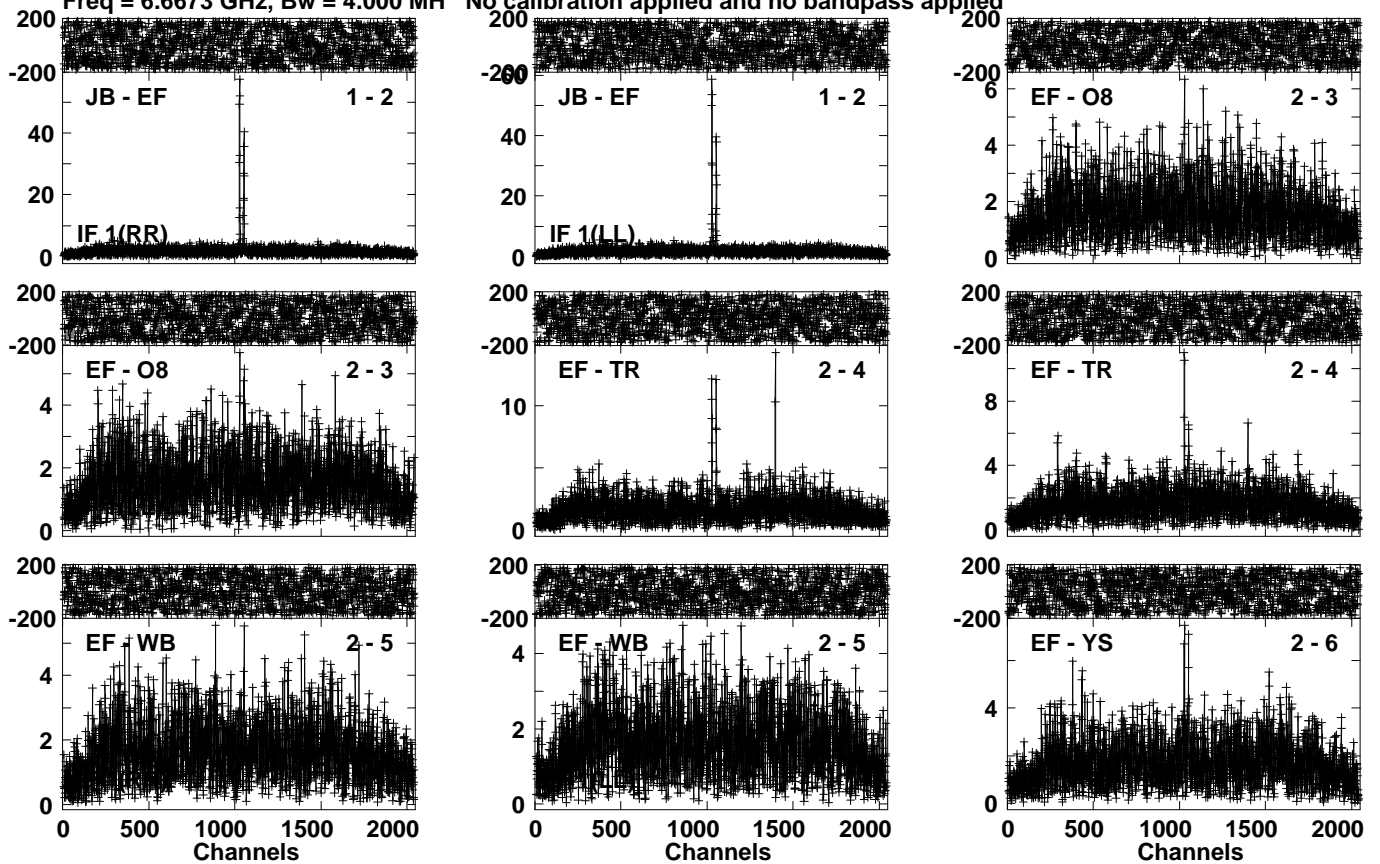 Freq = 6.6673 GHz, Bw = 4.000 MH No calibration applied and no bandpass applied
200 200 200
-200 -200 -200
60
JB - EF 1 - 2 JB - EF 1 - 2 EF - O8 2 - 3
6
40 40 4
20 20 2
IF 1(RR) IF 1(LL)
0 0 0
200 200 200
-200 -200 -200
EF - O8 2 - 3 EF - TR 2 - 4 EF - TR 2 - 4
4 10 8
2 4
0 0 0
200 200 200
-200 -200 -200
EF - WB 2 - 5 EF - WB 2 - 5 EF - YS 2 - 6
4 4 4
2 2
0 0 0
0 500 1000 1500 2000 0 500 1000 1500 2000 0 500 1000 1500 2000
Channels Channels Channels